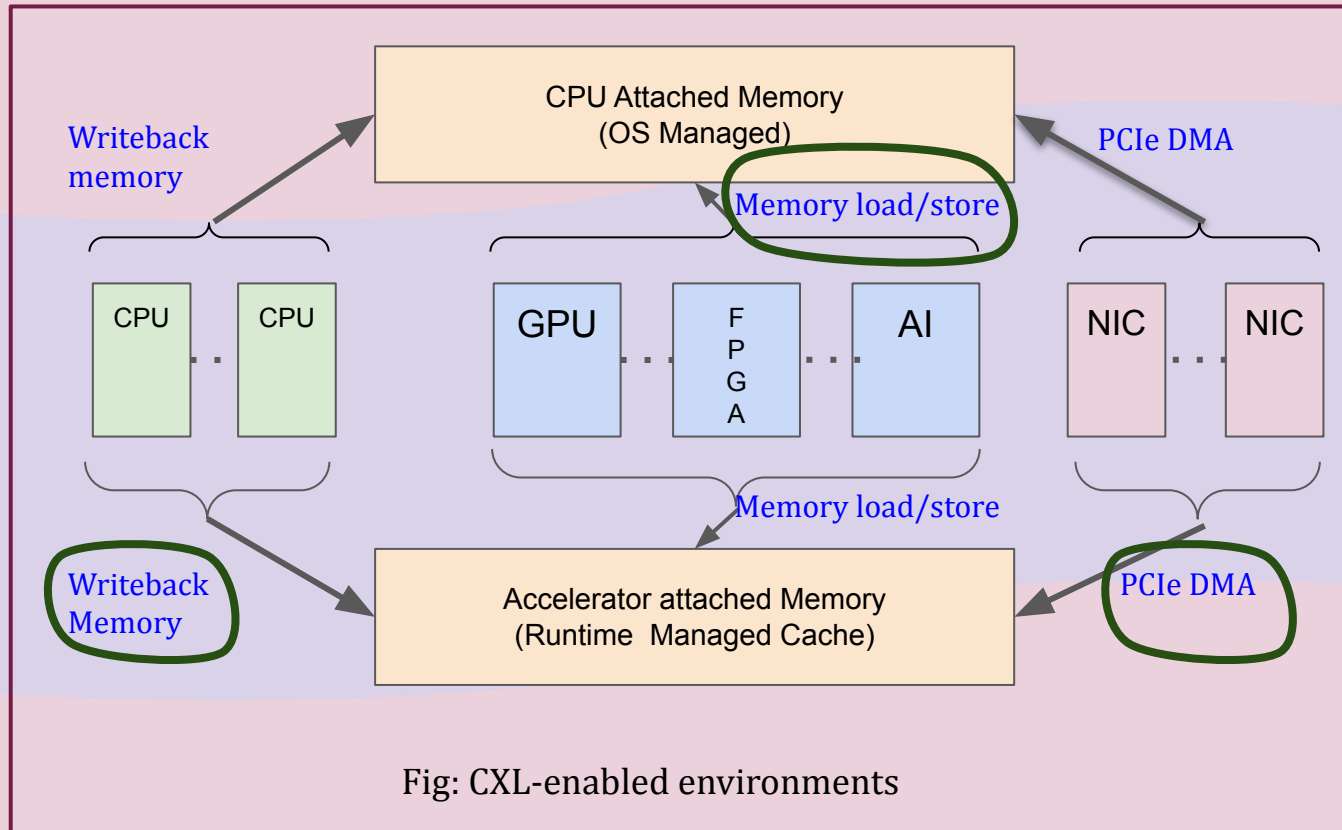 CPU Attached Memory
(OS Managed)
Writeback
memory
PCIe DMA
Memory load/store
CPU
CPU
GPU
F
P
G
A
AI
NIC
NIC
Memory load/store
Writeback
Memory
PCIe DMA
Accelerator attached Memory
(Runtime Managed Cache)
Fig: CXL-enabled environments